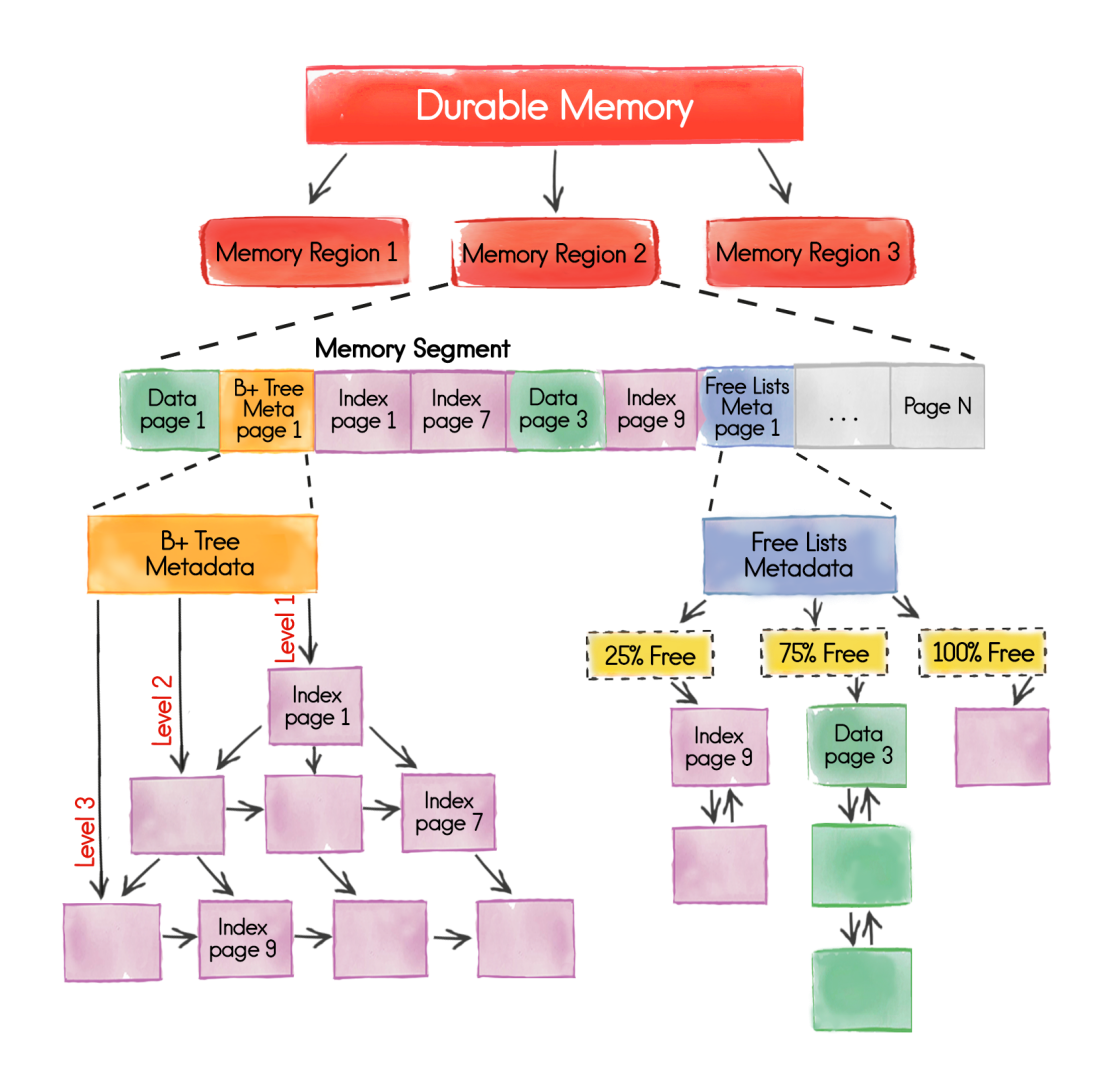 Durable Memory
Memory Region 1
Memory Region 2
Memory Region 3
Memory Segment
Data
page 1
B+ Tree
Meta
page 1
Index
page 1
Index
page 7
Data
page 3
Index
page 9
Free Lists
Meta
page 1
...
Page N
B+ Tree
Metadata
Free Lists
Metadata
Level 1
Level 2
Level 3
Index
page 1
Index
page 7
Index
page 9
25% Free
75% Free
100% Free
Index
page 9
Data
page 3